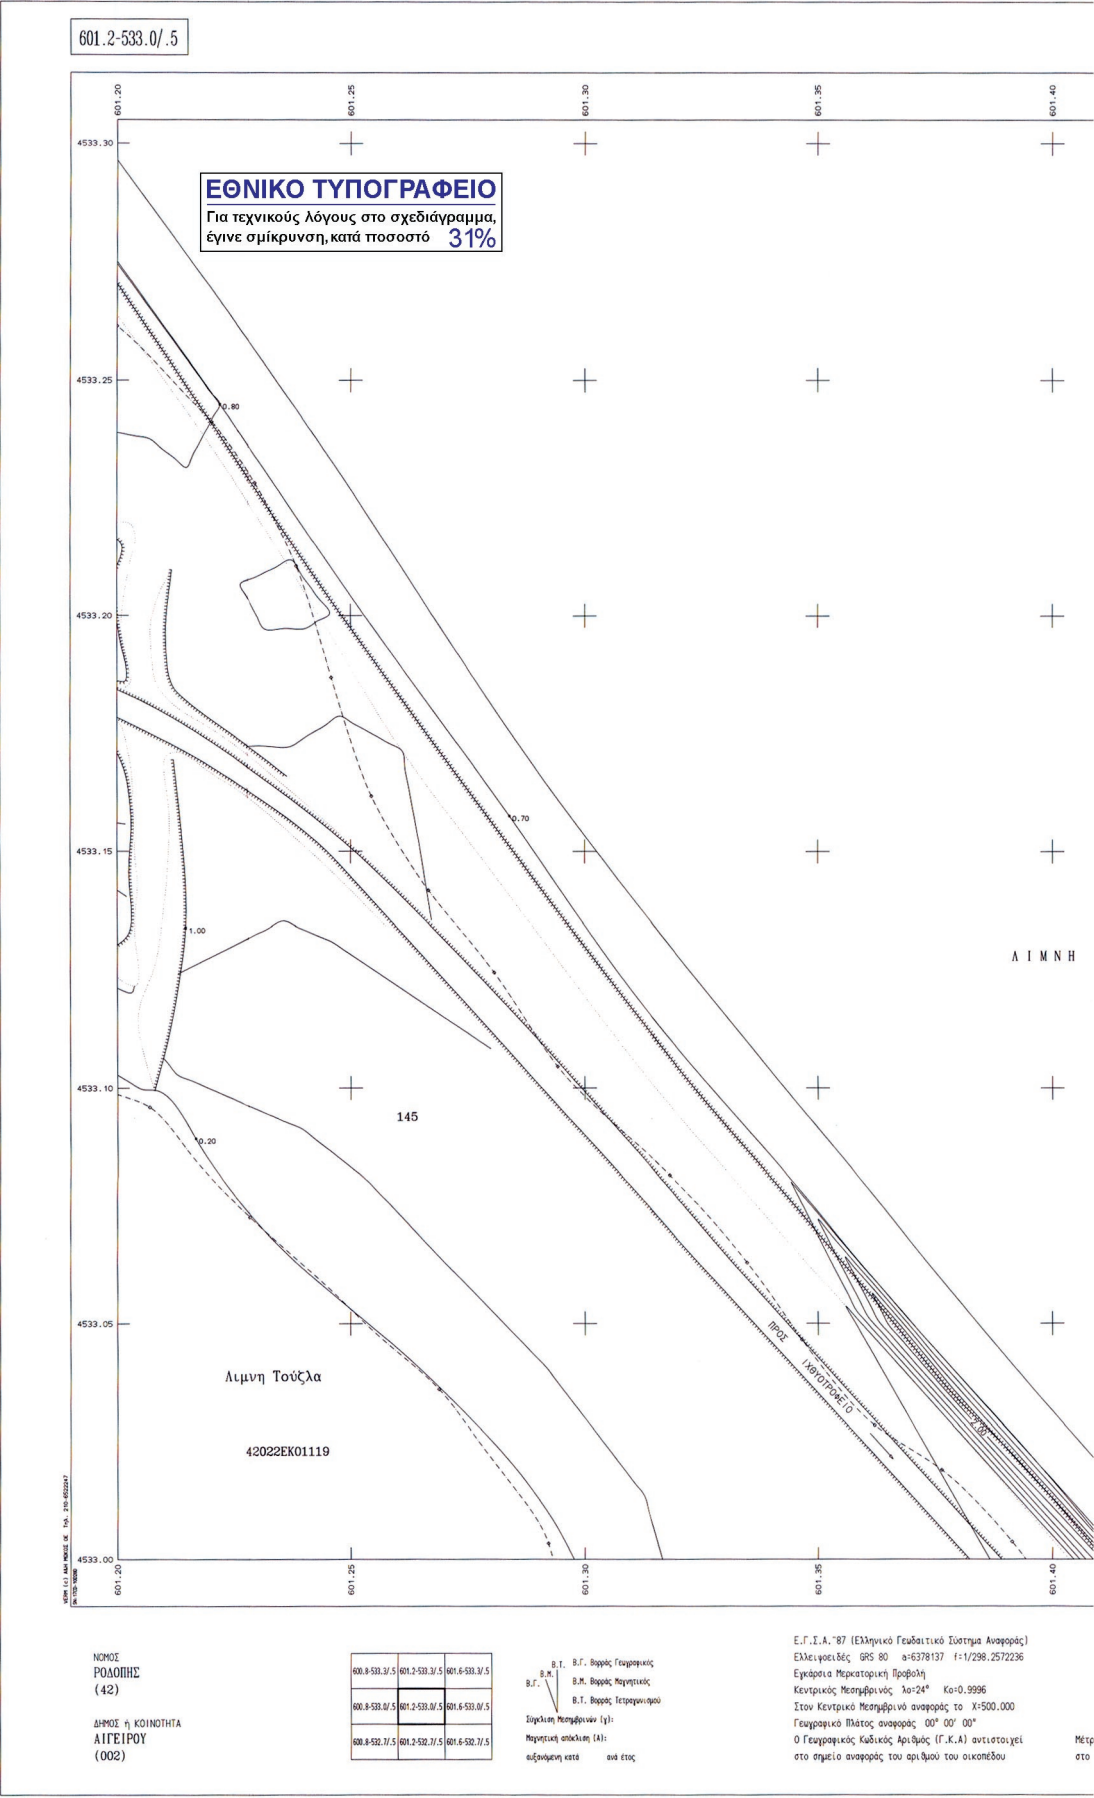 601.2-533.0/.5
601.20
601.25
601.30
601.35
601.40
4533.30
ΕΘΝΙΚΟ ΤΥΠΟΓΡΑΦΕΙΟ
Για τεχνικούς λόγους στο σχεδιάγραμμα,
έγινε σμίκρυνση, κατά ποσοστό 31%
4533.25
0.80
4533.20
0.70
4533.15
1.00
ΛΙΜΝΗ
4533.10
145
0.20
4533.05
ΠΡΟΣ
ΙΧΘΥΟΤΡΟΦΕΙΟ
Λιμνη Τούζλα
2.00
42022ΕΚ01119
4533.00
601.20
601.25
601.30
601.35
601.40
ΝΟΜΟΣ
ΡΟΔΟΠΗΣ
(42)
ΔΗΜΟΣ ή ΚΟΙΝΟΤΗΤΑ
ΑΙΓΕΙΡΟΥ
(002)
600.8-533.3/.5 601.2-533.3/.5 601.6-533.3/.5
600.8-533.0/.5 601.2-533.0/.5 601.6-533.0/.5
600.8-532.7/.5 601.2-532.7/.5 601.6-532.7/.5
Β.Τ.
Β.Μ.
Β.Γ.
Β.Γ. Βορράς Γεωγραφικός
Β.Μ. Βορράς Μαγνητικός
Β.Τ. Βορράς Τετραγωνισμού
Σύγκλιση Μεσημβρινών (γ):
Μαγνητική απόκλιση (Δ):
αυξανόμενη κατά ανά έτος
Ε.Γ.Σ.Α.'87 (Ελληνικό Γεωδαιτικό Σύστημα Αναφοράς)
Ελλειψοειδές GRS 80 a=6378137 f=1/298.2572236
Εγκάρσια Μερκατορική Προβολή
Κεντρικός Μεσημβρινός λο=24° Κο=0.9996
Στον Κεντρικό Μεσημβρινό αναφοράς το Χ=500.000
Γεωγραφικό Πλάτος αναφοράς 00° 00' 00"
Ο Γεωγραφικός Κωδικός Αριθμός (Γ.Κ.Α) αντιστοιχεί
στο σημείο αναφοράς του αριθμού του οικοπέδου
Μέτρ
στο